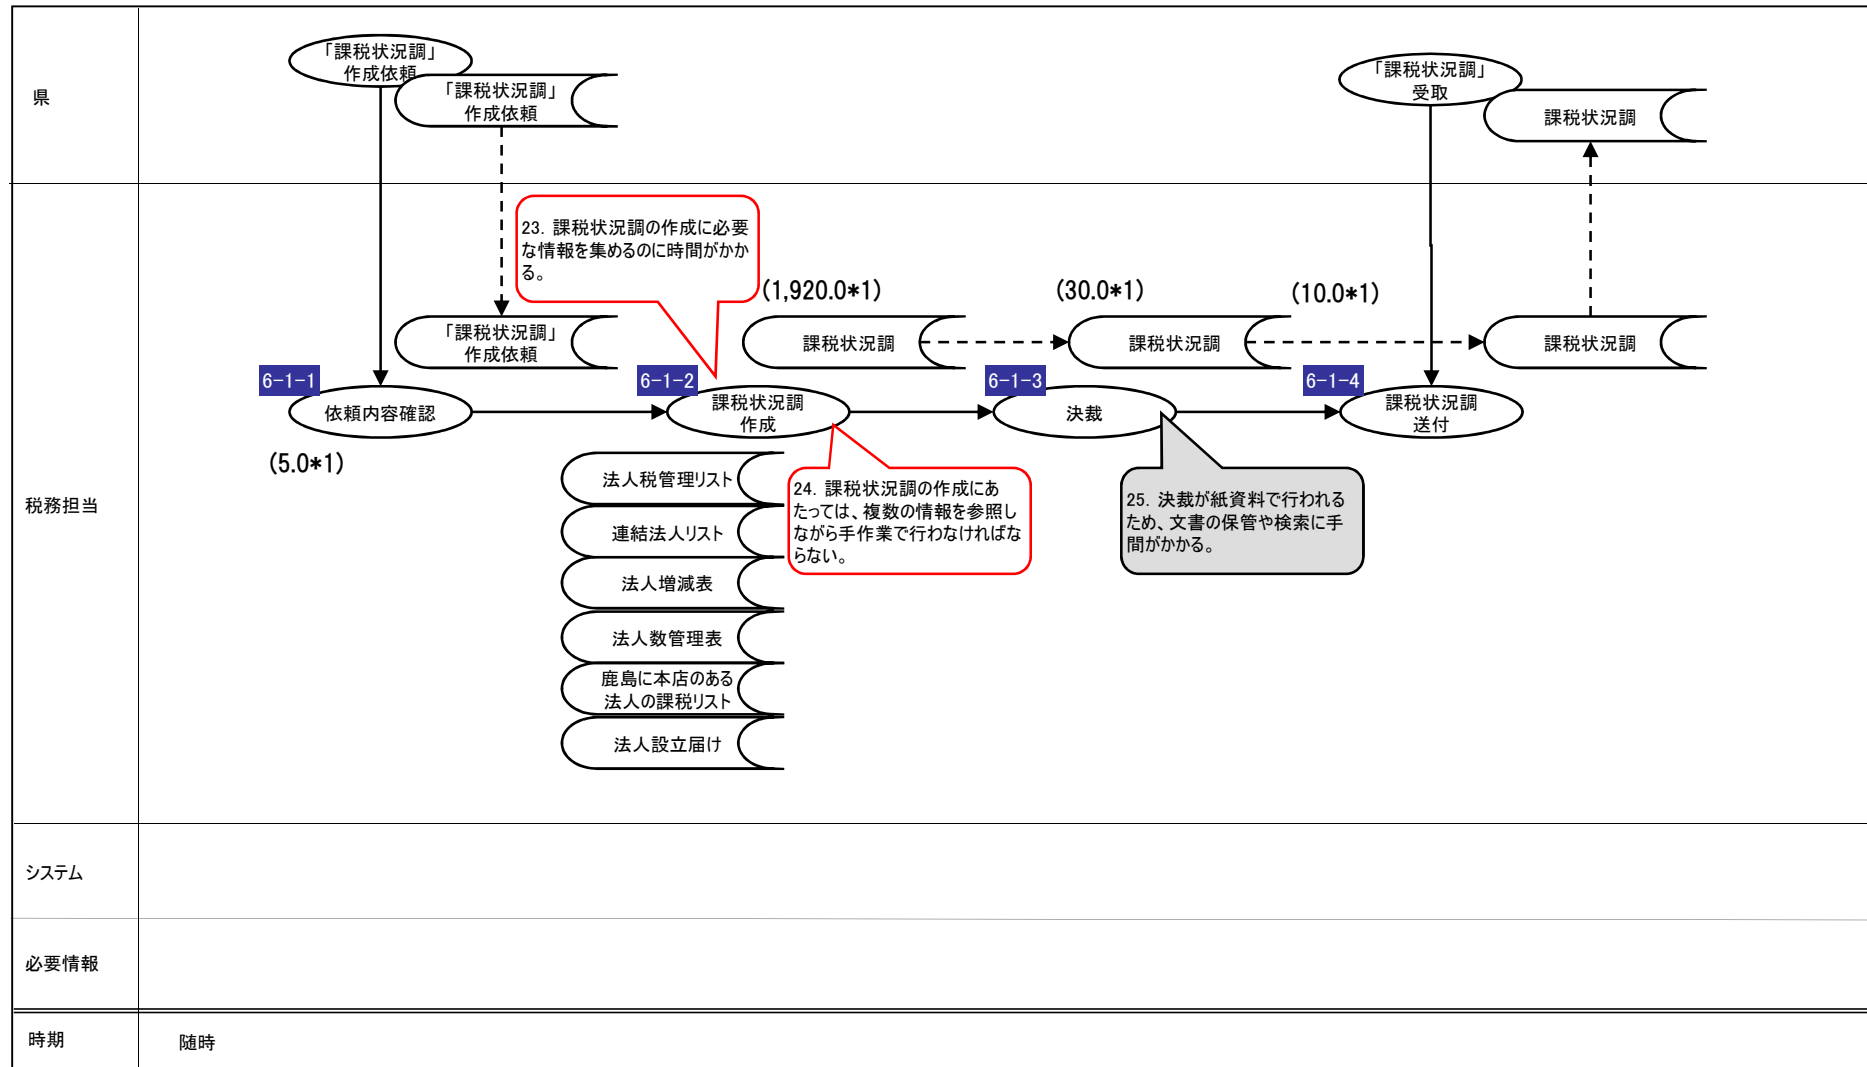 県
「課税状況調」
作成依頼
「課税状況調」
作成依頼
「課税状況調」
受取
課税状況調
税務担当
23. 課税状況調の作成に必要
な情報を集めるのに時間がかか
る。
(1,920.0*1)
(30.0*1)
(10.0*1)
「課税状況調」
作成依頼
課税状況調
課税状況調
課税状況調
6-1-1
依頼内容確認
(5.0*1)
6-1-2
課税状況調
作成
6-1-3
決裁
6-1-4
課税状況調
送付
法人税管理リスト
連結法人リスト
法人増減表
法人数管理表
鹿島に本店のある
法人の課税リスト
法人設立届け
24. 課税状況調の作成にあ
たっては、複数の情報を参照し
ながら手作業で行わなければな
らない。
25. 決裁が紙資料で行われる
ため、文書の保管や検索に手
間がかかる。
システム
必要情報
時期
随時